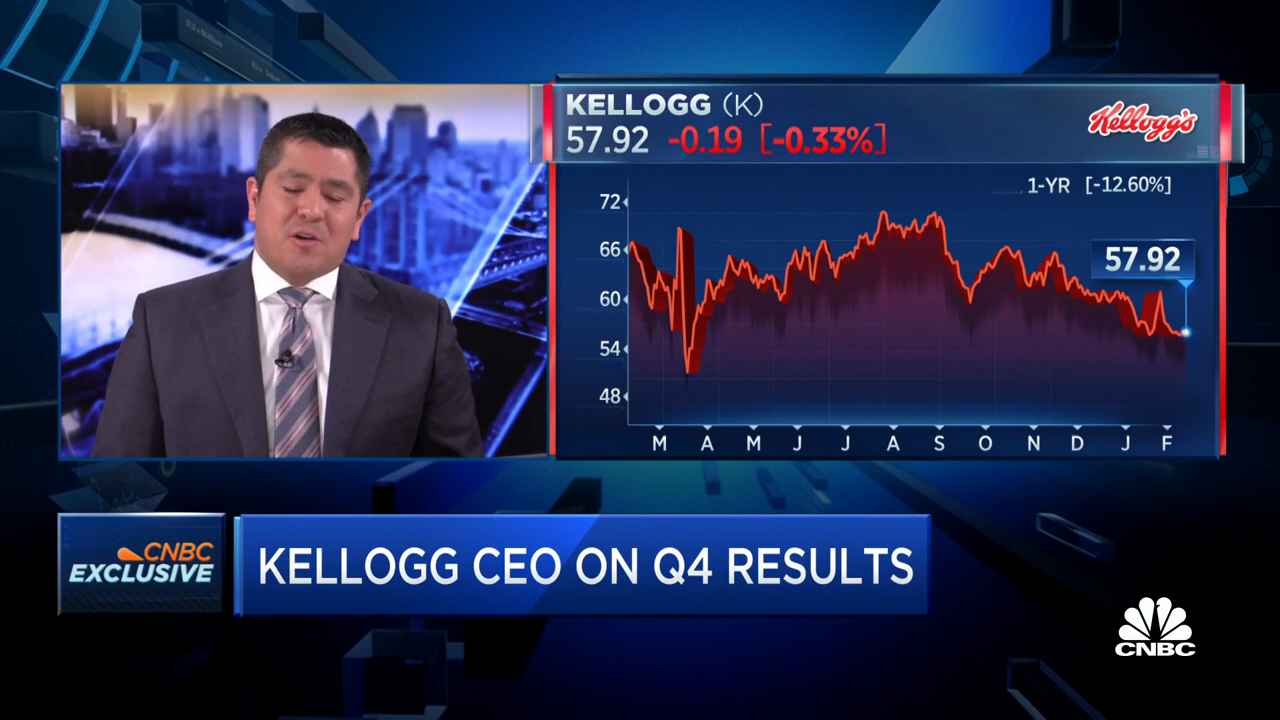 KELLOGG (K)
57.92 -0.19 [-0.33%]
Kellogg's
1-YR [-12.60%]
72
66
60
54
48
57.92
M A M J J A S O N D J F
CNBC
EXCLUSIVE
KELLOGG CEO ON Q4 RESULTS
CNBC